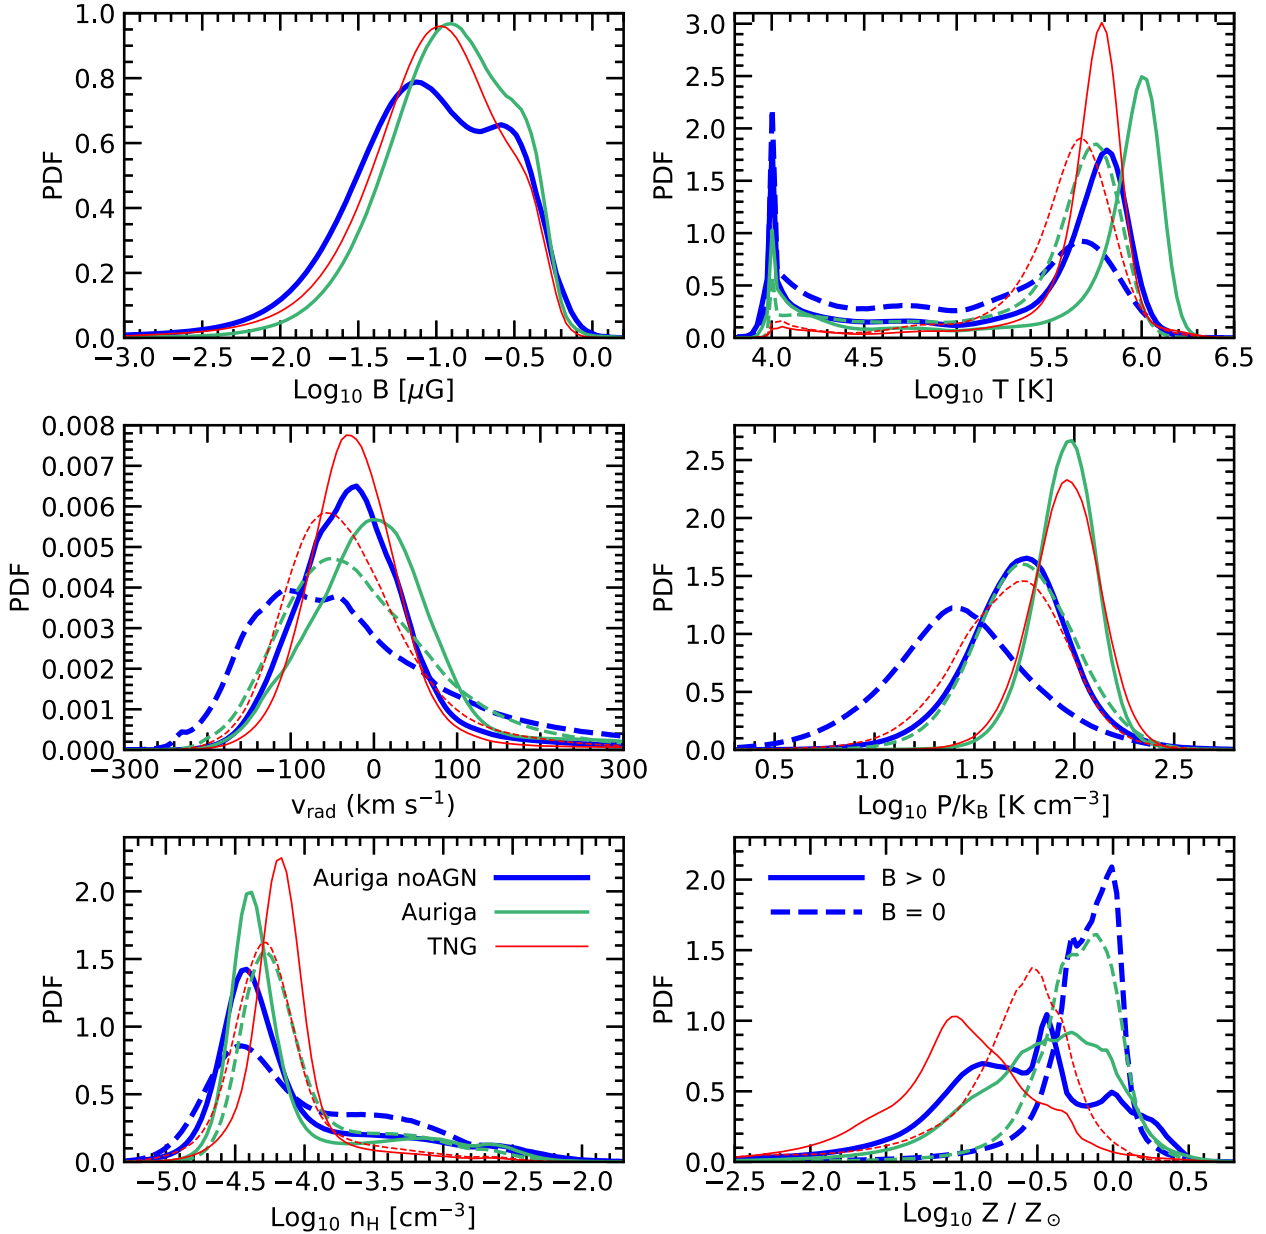 PDF
1.0
0.8
0.6
0.4
0.2
0.0
−3.0 −2.5 −2.0 −1.5 −1.0 −0.5 0.0
Log₁₀ B [μG]
PDF
3.0
2.5
2.0
1.5
1.0
0.5
0.0
4.0 4.5 5.0 5.5 6.0 6.5
Log₁₀ T [K]
PDF
0.008
0.007
0.006
0.005
0.004
0.003
0.002
0.001
0.000
−300 −200 −100 0 100 200 300
v_rad (km s⁻¹)
PDF
2.5
2.0
1.5
1.0
0.5
0.0
0.5 1.0 1.5 2.0 2.5
Log₁₀ P/k_B [K cm⁻³]
PDF
2.0
1.5
1.0
0.5
0.0
Auriga noAGN
Auriga
TNG
−5.0 −4.5 −4.0 −3.5 −3.0 −2.5 −2.0
Log₁₀ n_H [cm⁻³]
PDF
2.0
1.5
1.0
0.5
0.0
B > 0
B = 0
−2.5 −2.0 −1.5 −1.0 −0.5 0.0 0.5
Log₁₀ Z / Z⊙